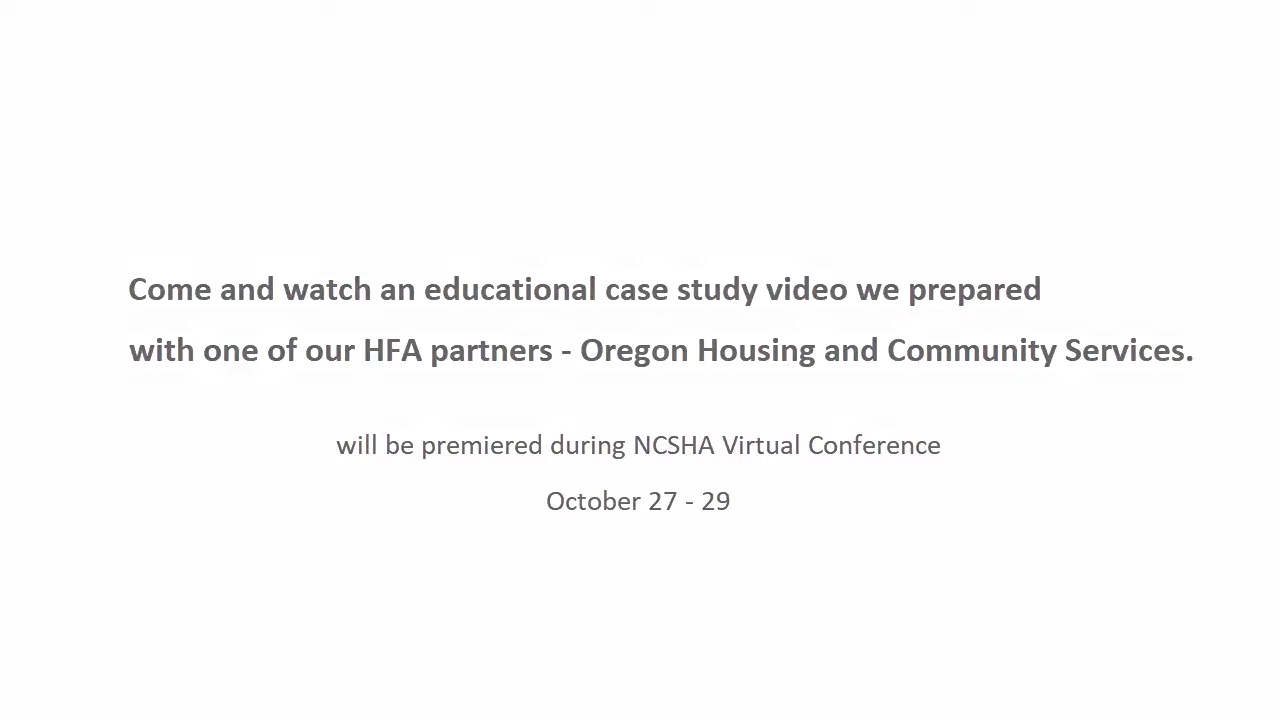 Come and watch an educational case study video we prepared
with one of our HFA partners - Oregon Housing and Community Services.
will be premiered during NCSHA Virtual Conference
October 27 - 29